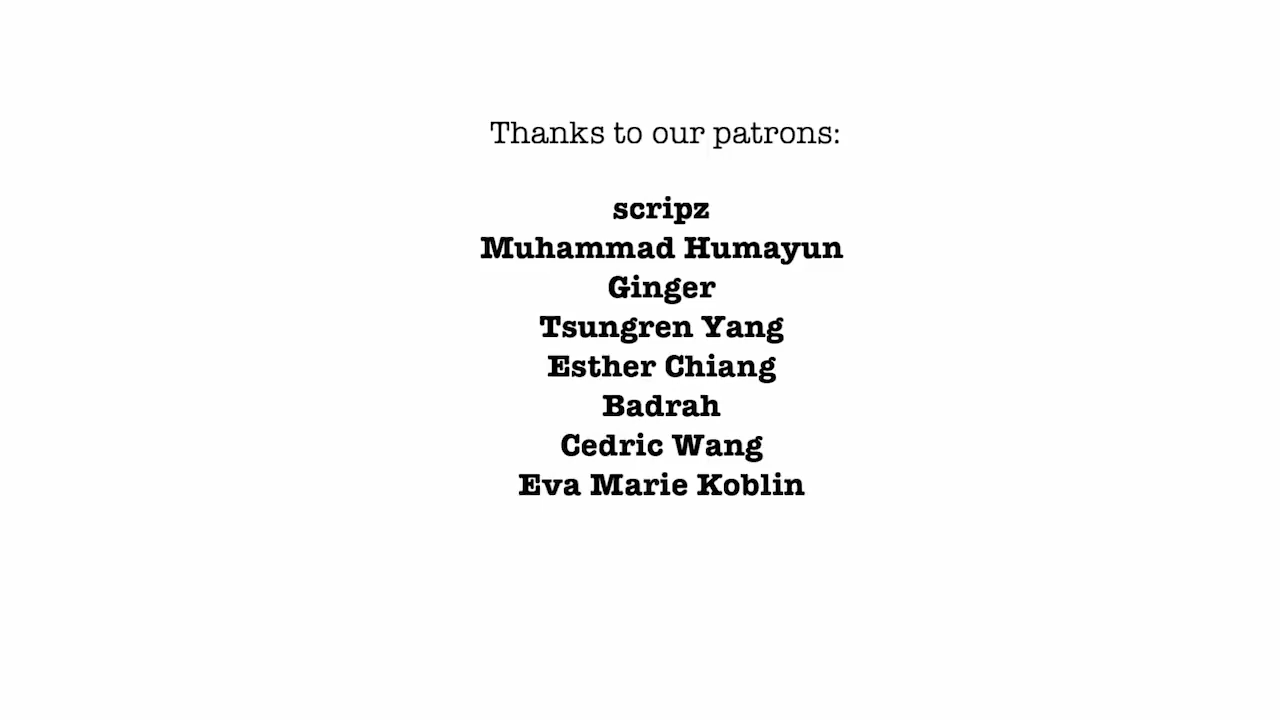 Thanks to our patrons:
scripz
Muhammad Humayun
Ginger
Tsungren Yang
Esther Chiang
Badrah
Cedric Wang
Eva Marie Koblin